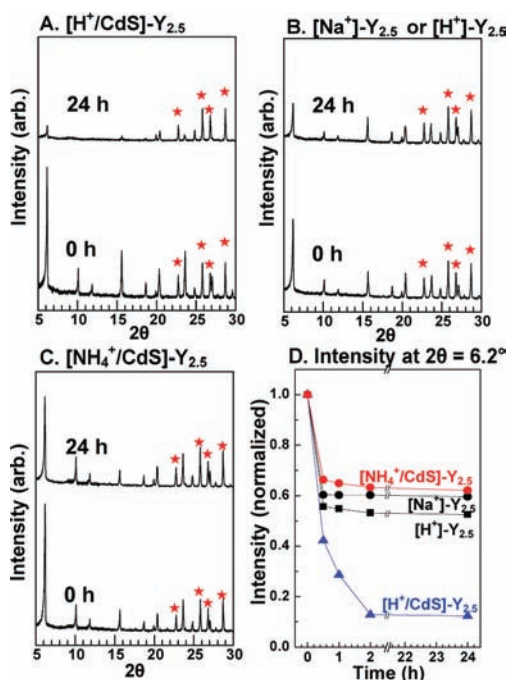 A. [H⁺/CdS]-Y₂.₅
24 h
0 h
Intensity (arb.)
5 10 15 20 25 30
2θ
B. [Na⁺]-Y₂.₅ or [H⁺]-Y₂.₅
24 h
0 h
Intensity (arb.)
5 10 15 20 25 30
2θ
C. [NH₄⁺/CdS]-Y₂.₅
24 h
0 h
Intensity (arb.)
5 10 15 20 25 30
2θ
D. Intensity at 2θ = 6.2°
Intensity (normalized)
1.0
0.8
0.6
0.4
0.2
0.0
[NH₄⁺/CdS]-Y₂.₅
[Na⁺]-Y₂.₅
[H⁺]-Y₂.₅
[H⁺/CdS]-Y₂.₅
0 1 2 22 24
Time (h)